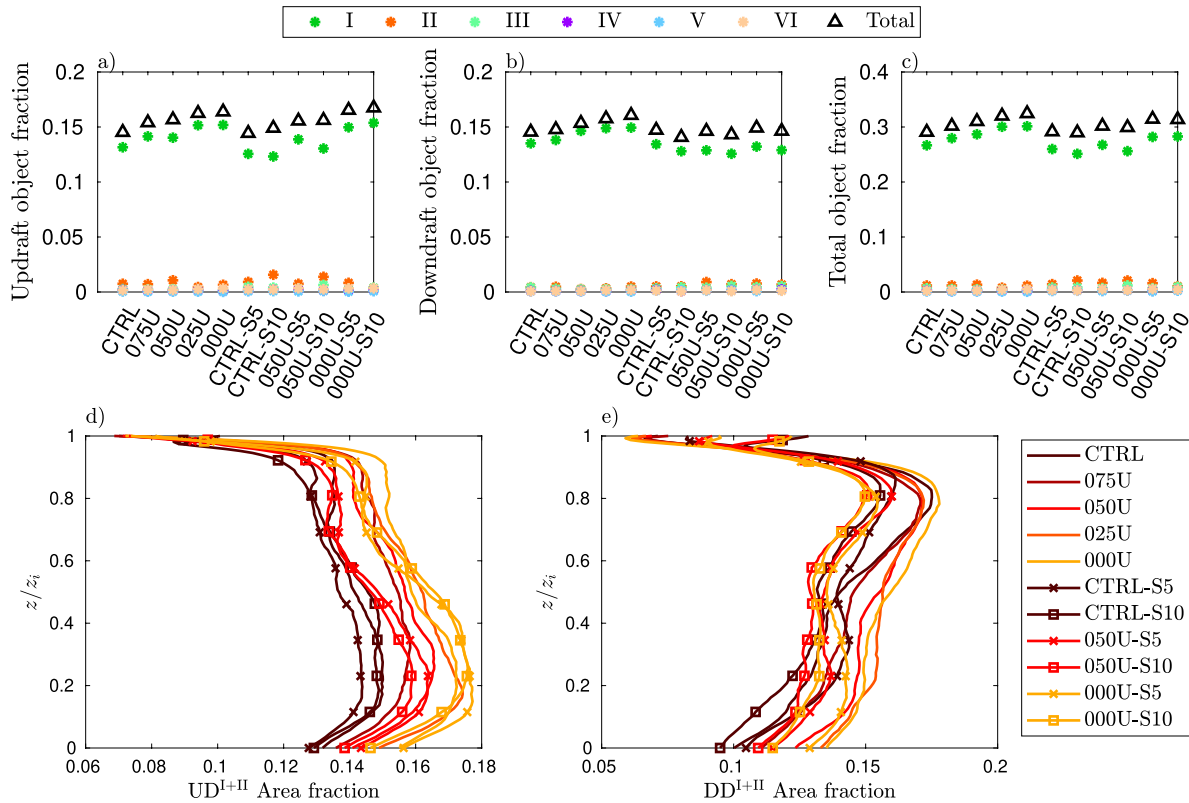 I II III IV V VI Total
a) b) c)
Updraft object fraction
0.2
0.15
0.1
0.05
0
CTRL 075U 050U 025U 000U CTRL-S5 CTRL-S10 050U-S5 050U-S10 000U-S5 000U-S10
Downdraft object fraction
0.2
0.15
0.1
0.05
0
CTRL 075U 050U 025U 000U CTRL-S5 CTRL-S10 050U-S5 050U-S10 000U-S5 000U-S10
Total object fraction
0.4
0.3
0.2
0.1
0
CTRL 075U 050U 025U 000U CTRL-S5 CTRL-S10 050U-S5 050U-S10 000U-S5 000U-S10
d)
z/zᵢ
1
0.8
0.6
0.4
0.2
0
0.06 0.08 0.1 0.12 0.14 0.16 0.18
UDᴵ⁺ᴵᴵ Area fraction
e)
z/zᵢ
1
0.8
0.6
0.4
0.2
0
0.05 0.1 0.15 0.2
DDᴵ⁺ᴵᴵ Area fraction
CTRL
075U
050U
025U
000U
CTRL-S5
CTRL-S10
050U-S5
050U-S10
000U-S5
000U-S10